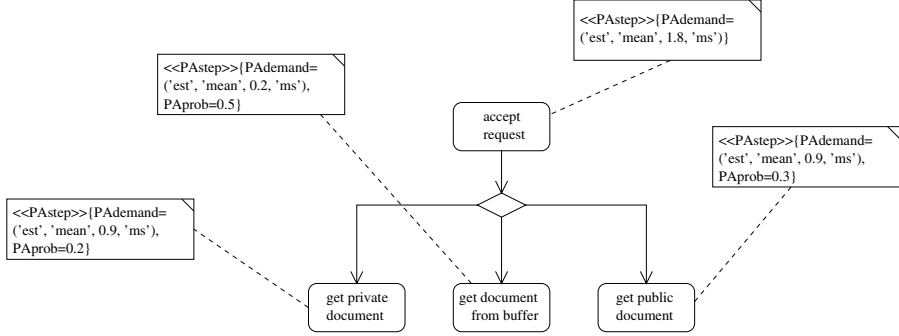 <<PAstep>>{PAdemand=
('est', 'mean', 1.8, 'ms')}
<<PAstep>>{PAdemand=
('est', 'mean', 0.2, 'ms'),
PAprob=0.5}
accept
request
<<PAstep>>{PAdemand=
('est', 'mean', 0.9, 'ms'),
PAprob=0.3}
<<PAstep>>{PAdemand=
('est', 'mean', 0.9, 'ms'),
PAprob=0.2}
get private
document
get document
from buffer
get public
document